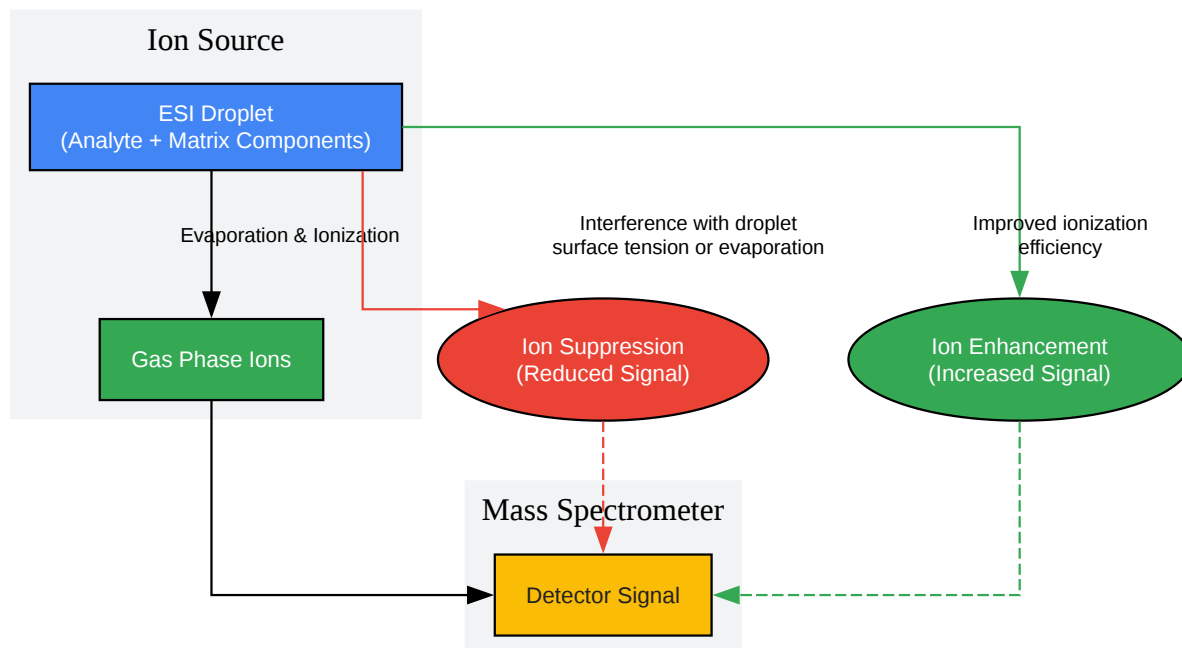 Ion Source
ESI Droplet
(Analyte + Matrix Components)
Evaporation & Ionization
Interference with droplet
surface tension or evaporation
Improved ionization
efficiency
Gas Phase Ions
Ion Suppression
(Reduced Signal)
Ion Enhancement
(Increased Signal)
Mass Spectrometer
Detector Signal